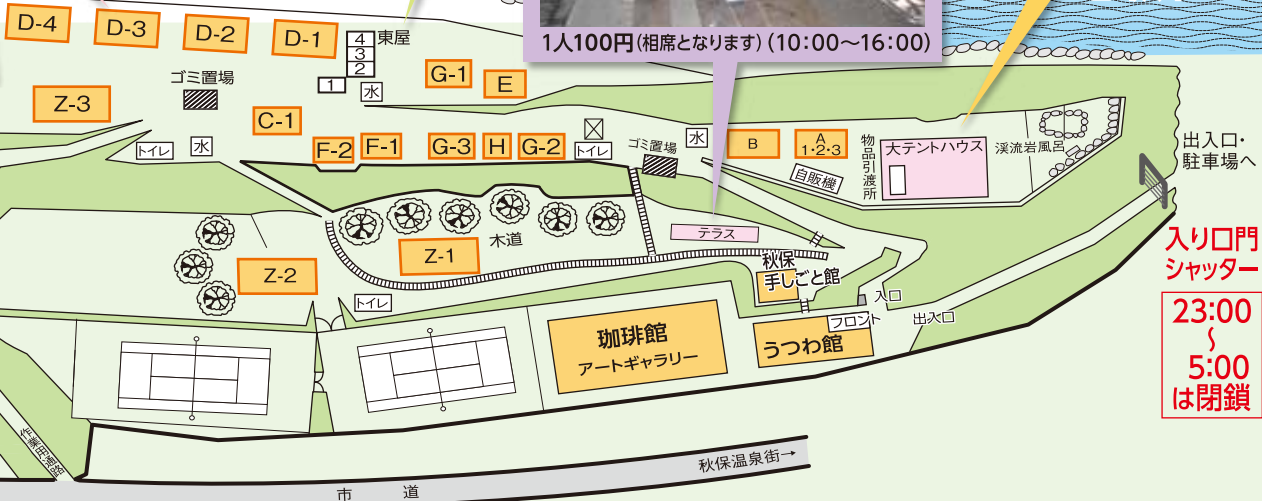 D-4
D-3
D-2
D-1
4
3
2
1
東屋
1人100円(相席となります)(10:00〜16:00)
ゴミ置場
水
G-1
E
Z-3
C-1
トイレ
水
F-2
F-1
G-3
H
G-2
トイレ
ゴミ置場
水
B
A
1・2・3
自販機
物品引渡所
大テントハウス
渓流岩風呂
出入口・
駐車場へ
入り口門
シャッター
23:00
〜
5:00
は閉鎖
Z-1
木道
テラス
Z-2
トイレ
秋保
手しごと館
入口
フロント
出入口
珈琲館
アートギャラリー
うつわ館
作業用通路
秋保温泉街→
市道